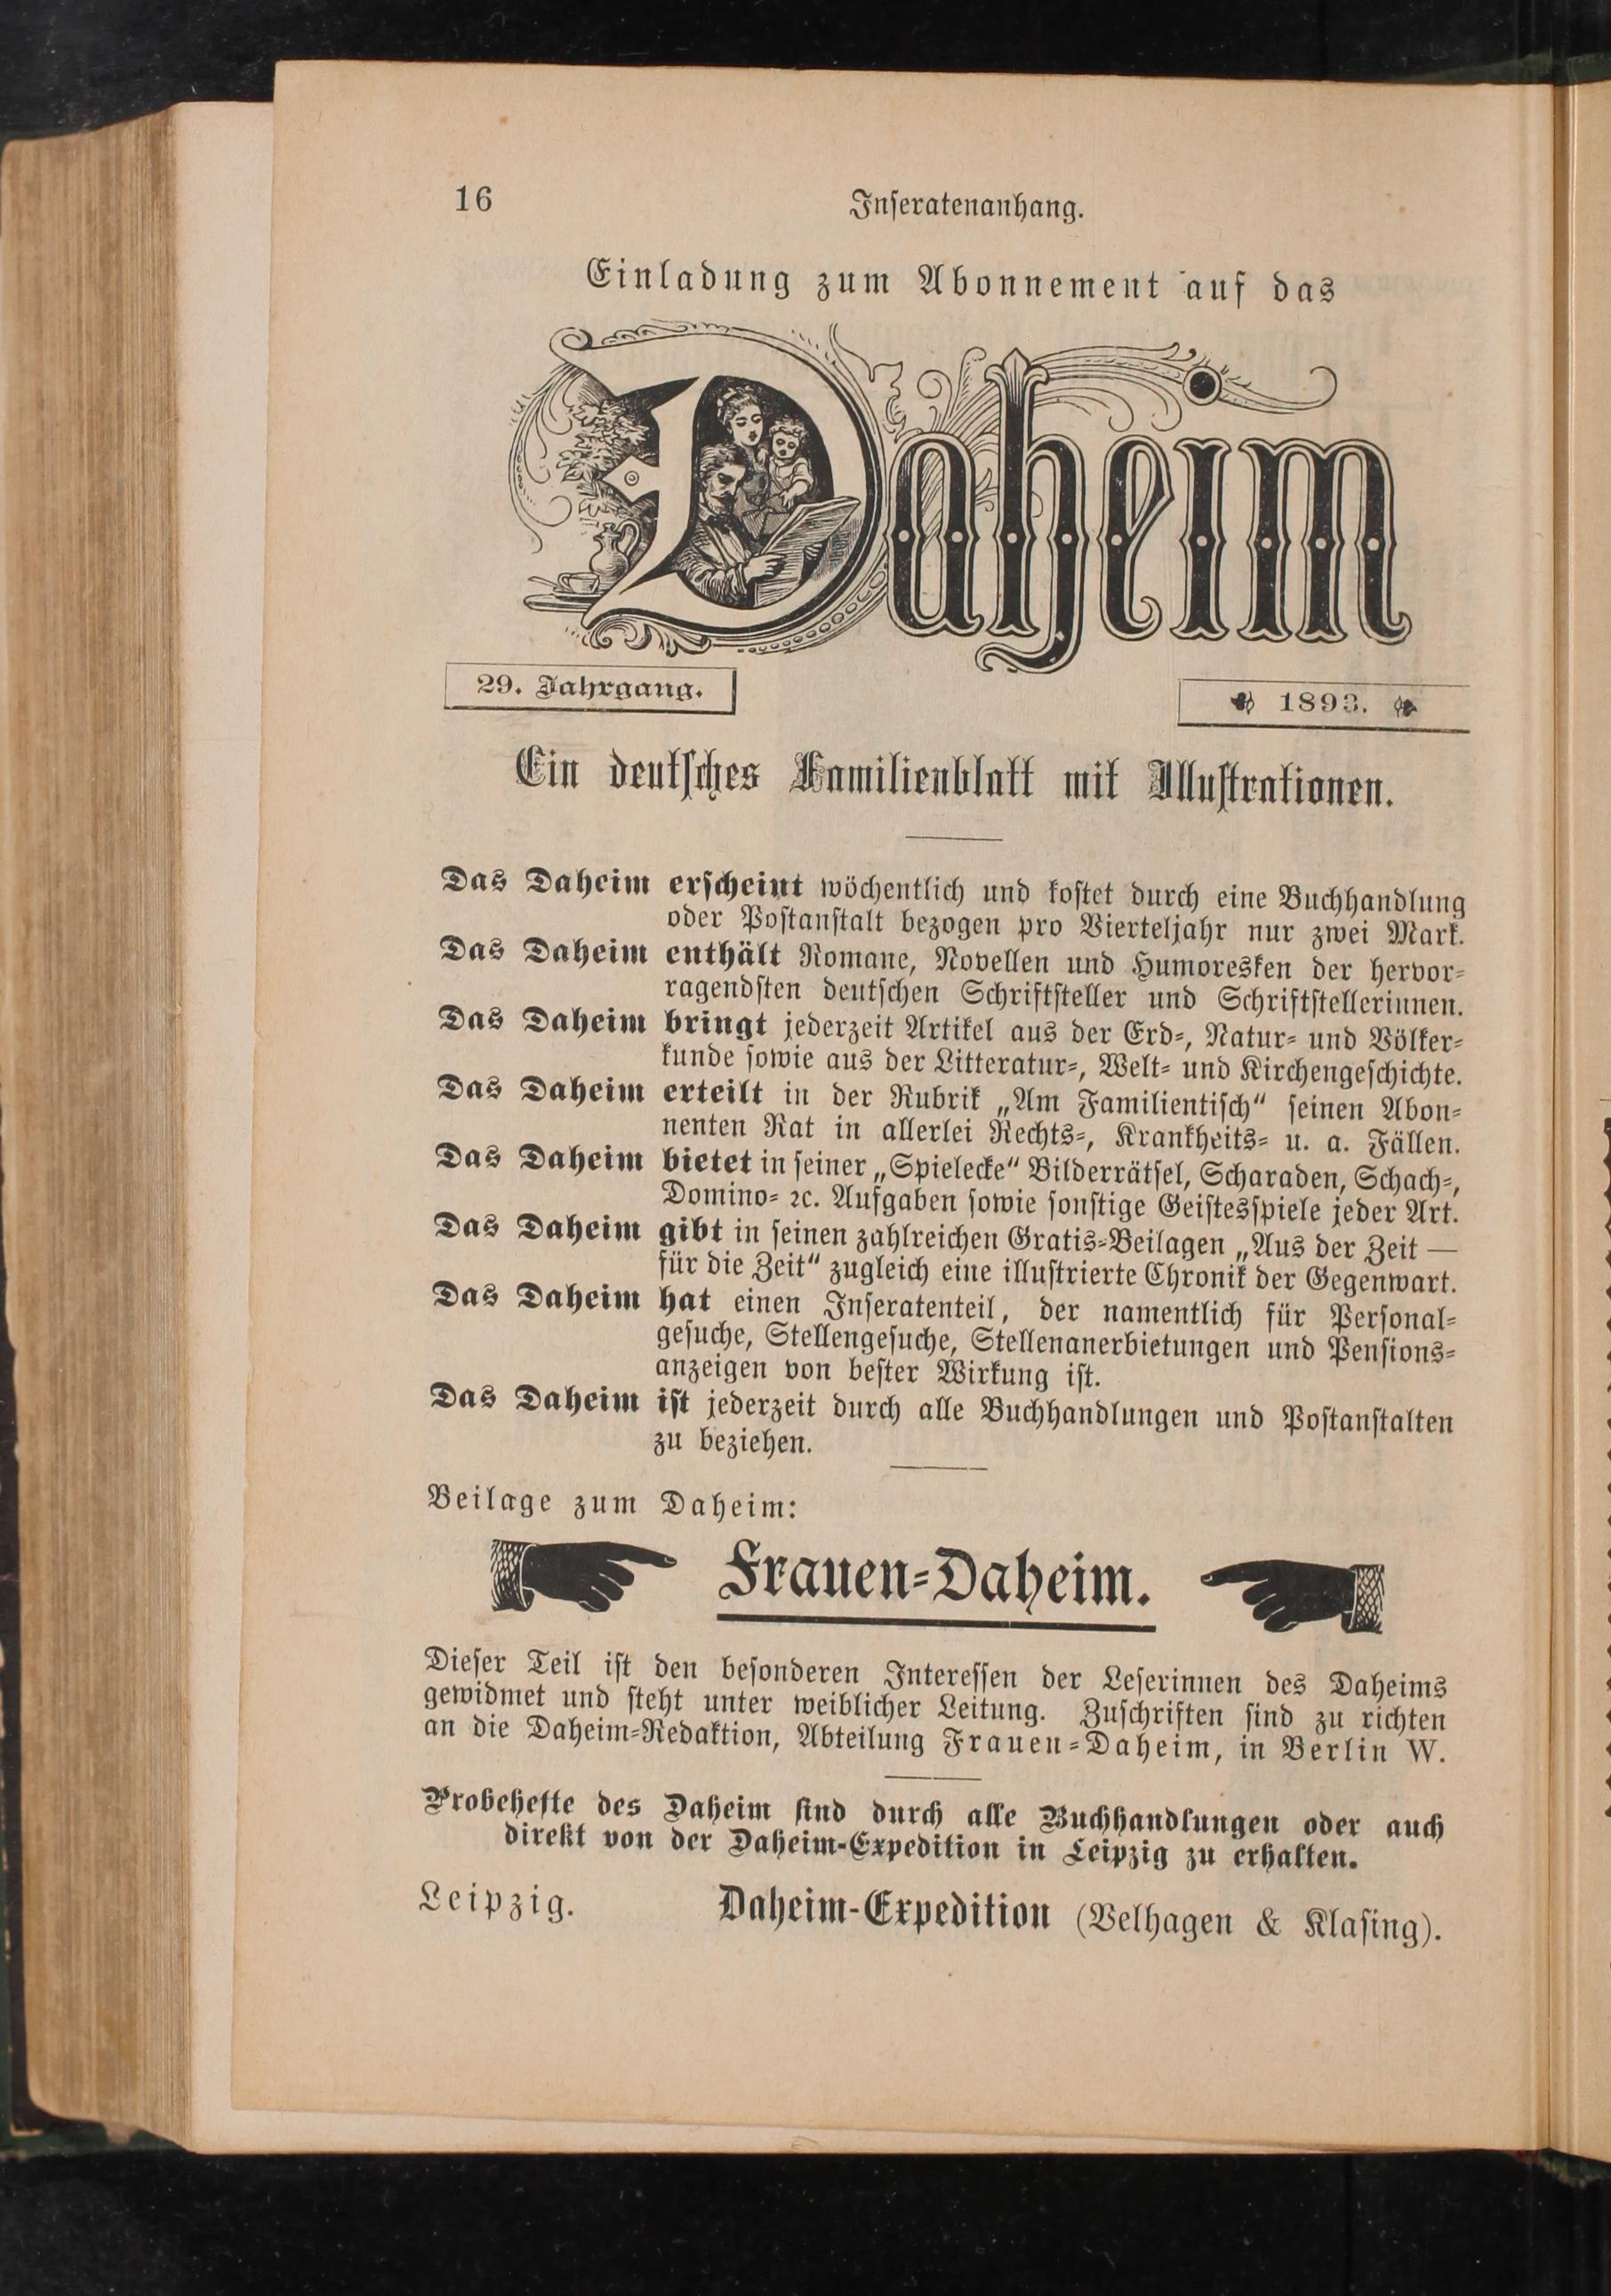 16
Inseratenanhang.
Einladung zum Abonnement auf das
Daheim
29. Jahrgang.
1893.
Ein deutsches Familienblatt mit Illustrationen.
Das Daheim erscheint wöchentlich und kostet durch eine Buchhandlung
oder Postanstalt bezogen pro Vierteljahr nur zwei Mark.
Das Daheim enthält Romane, Novellen und Humoresken der hervor-
ragendsten deutschen Schriftsteller und Schriftstellerinnen.
Das Daheim bringt jederzeit Artikel aus der Erd-, Natur- und Völker-
kunde sowie aus der Litteratur-, Welt- und Kirchengeschichte.
Das Daheim erteilt in der Rubrik „Am Familientisch“ seinen Abon-
nenten Rat in allerlei Rechts-, Krankheits- u. a. Fällen.
Das Daheim bietet in seiner „Spielecke“ Bilderrätsel, Scharaden, Schach-,
Domino- ꝛc. Aufgaben sowie sonstige Geistesspiele jeder Art.
Das Daheim gibt in seinen zahlreichen Gratis-Beilagen „Aus der Zeit —
für die Zeit“ zugleich eine illustrierte Chronik der Gegenwart.
Das Daheim hat einen Inseratenteil, der namentlich für Personal-
gesuche, Stellengesuche, Stellenanerbietungen und Pensions-
anzeigen von bester Wirkung ist.
Das Daheim ist jederzeit durch alle Buchhandlungen und Postanstalten
zu beziehen.
Beilage zum Daheim:
Frauen-Daheim.
Dieser Teil ist den besonderen Interessen der Leserinnen des Daheims
gewidmet und steht unter weiblicher Leitung. Zuschriften sind zu richten
an die Daheim-Redaktion, Abteilung Frauen-Daheim, in Berlin W.
Probehefte des Daheim sind durch alle Buchhandlungen oder auch
direkt von der Daheim-Expedition in Leipzig zu erhalten.
Leipzig. Daheim-Expedition (Velhagen & Klasing).